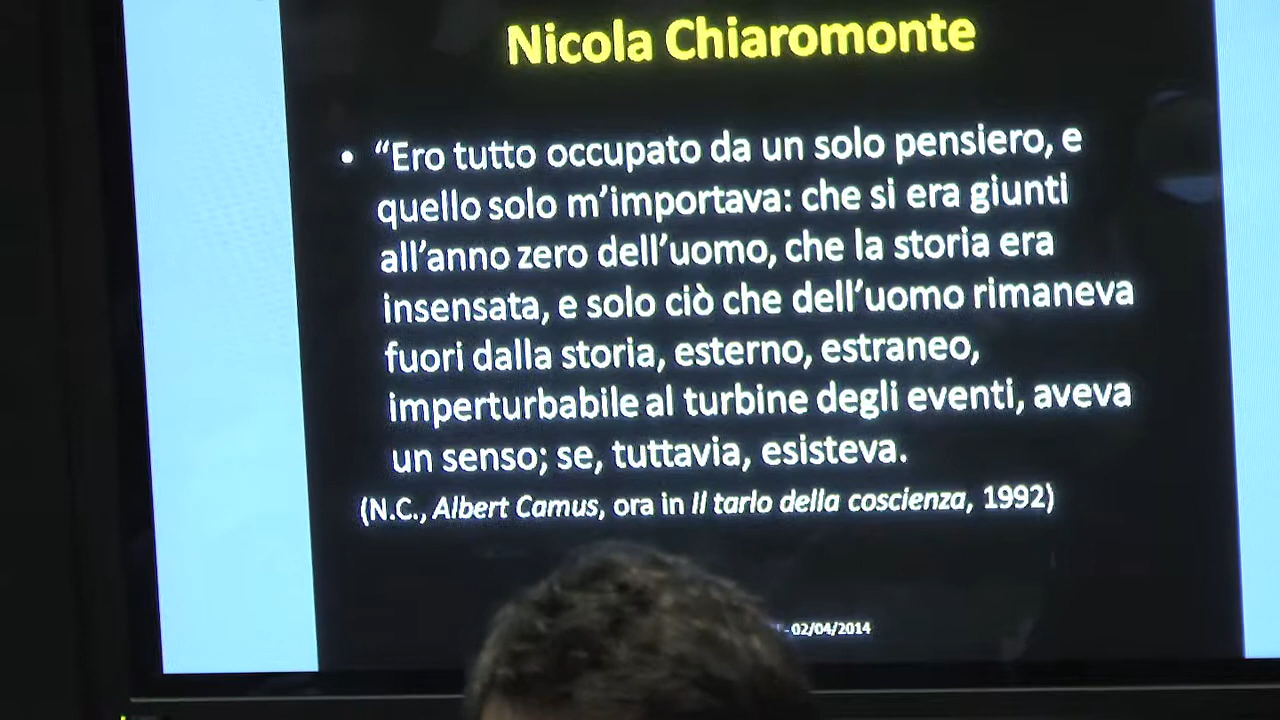 Nicola Chiaromonte
• “Ero tutto occupato da un solo pensiero, e
quello solo m’importava: che si era giunti
all’anno zero dell’uomo, che la storia era
insensata, e solo ciò che dell’uomo rimaneva
fuori dalla storia, esterno, estraneo,
imperturbabile al turbine degli eventi, aveva
un senso; se, tuttavia, esisteva.
(N.C., Albert Camus, ora in Il tarlo della coscienza, 1992)
- 02/04/2014